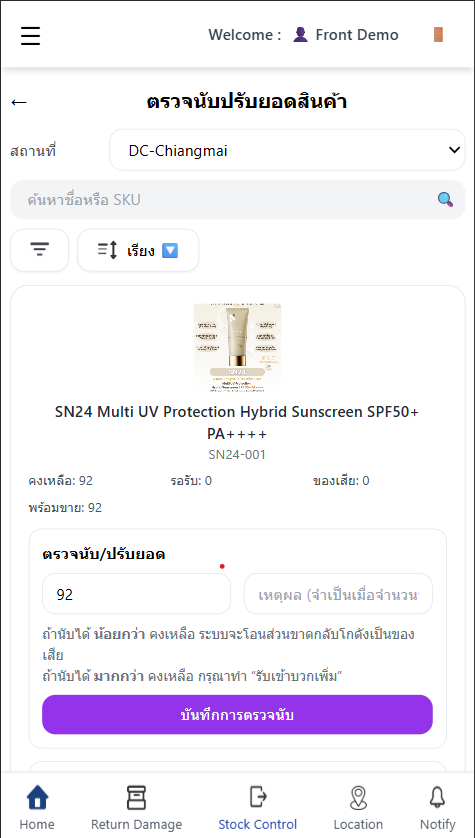 Welcome : Front Demo
ตรวจนับปรับยอดสินค้า
สถานที่ DC-Chiangmai
ค้นหาชื่อหรือ SKU
เรียง
SN24
SN24 Multi UV Protection Hybrid Sunscreen SPF50+
PA++++
SN24-001
คงเหลือ: 92 รอรับ: 0 ของเสีย: 0
พร้อมขาย: 92
ตรวจนับ/ปรับยอด
92 เหตุผล (จำเป็นเมื่อจำนวน
ถ้านับได้ น้อยกว่า คงเหลือ ระบบจะโอนส่วนขาดกลับโกดังเป็นของ
เสีย
ถ้านับได้ มากกว่า คงเหลือ กรุณาทำ “รับเข้าบวกเพิ่ม”
บันทึกการตรวจนับ
Home Return Damage Stock Control Location Notify